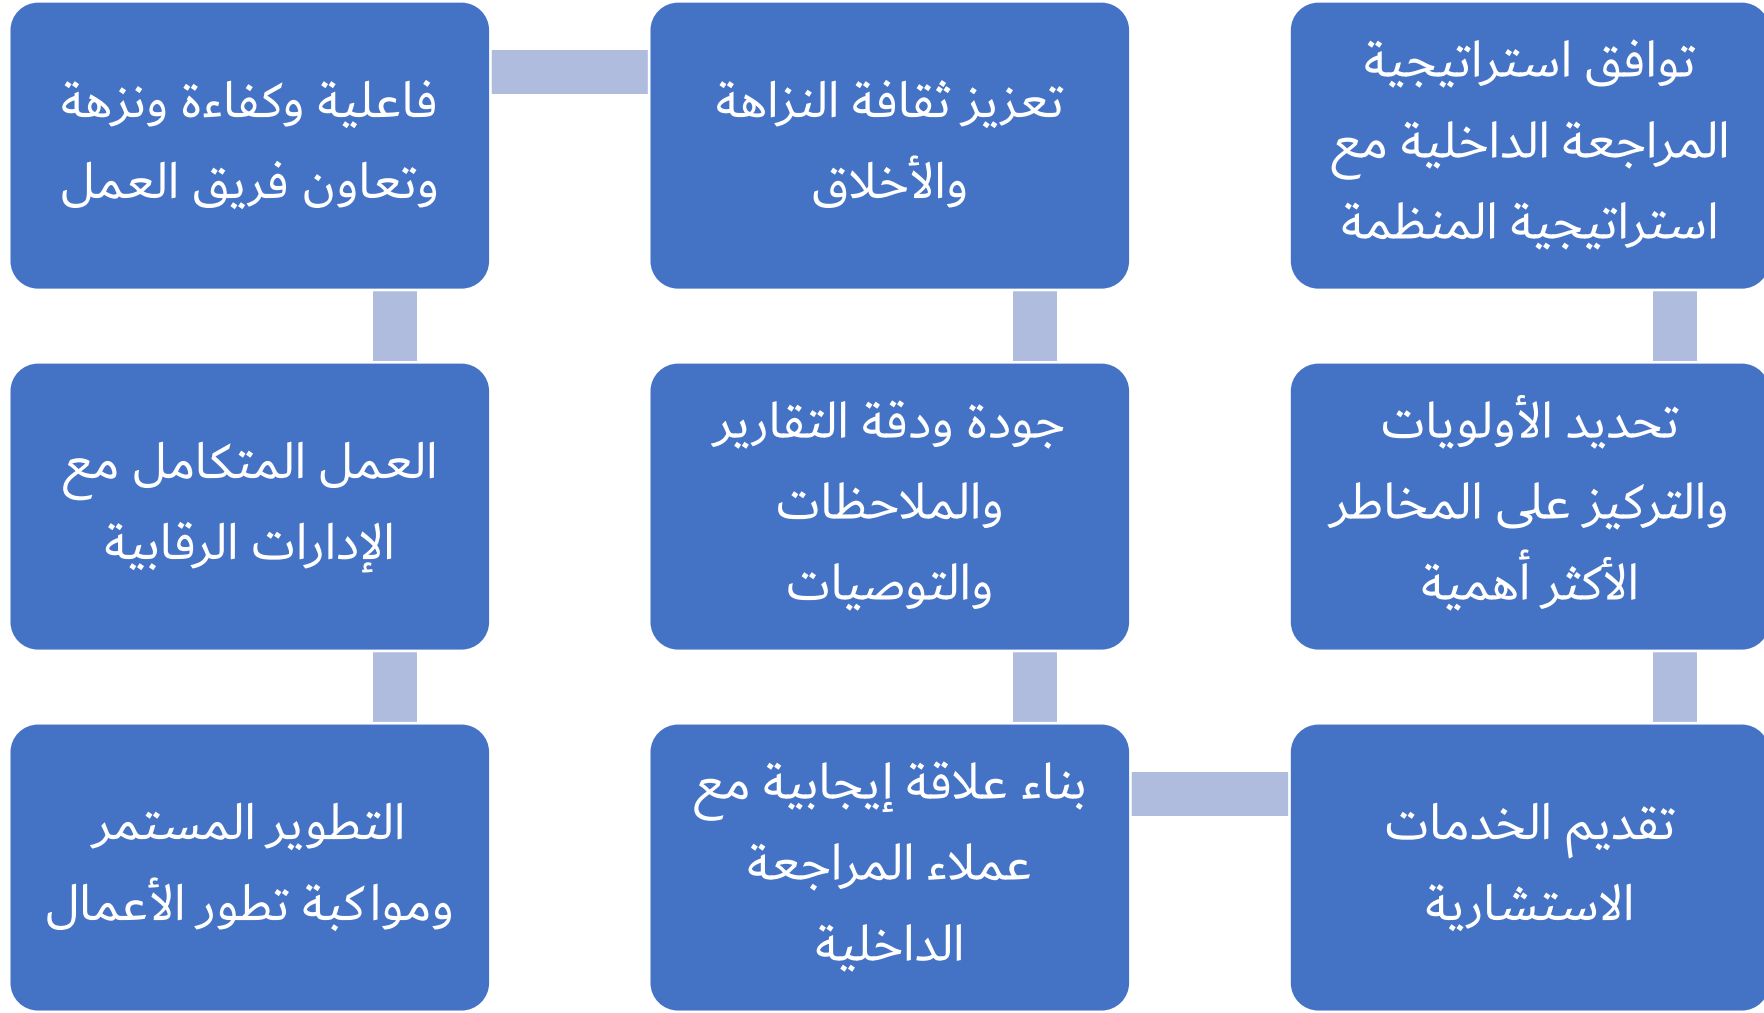 توافق استراتيجية
المراجعة الداخلية مع
استراتيجية المنظمة
تحديد الأولويات
والتركيز على المخاطر
الأكثر أهمية
تقديم الخدمات
الاستشارية
بناء علاقة إيجابية مع
عملاء المراجعة
الداخلية
جودة ودقة التقارير
والملاحظات
والتوصيات
تعزيز ثقافة النزاهة
والأخلاق
فاعلية وكفاءة ونزهة
وتعاون فريق العمل
العمل المتكامل مع
الإدارات الرقابية
التطوير المستمر
ومواكبة تطور الأعمال